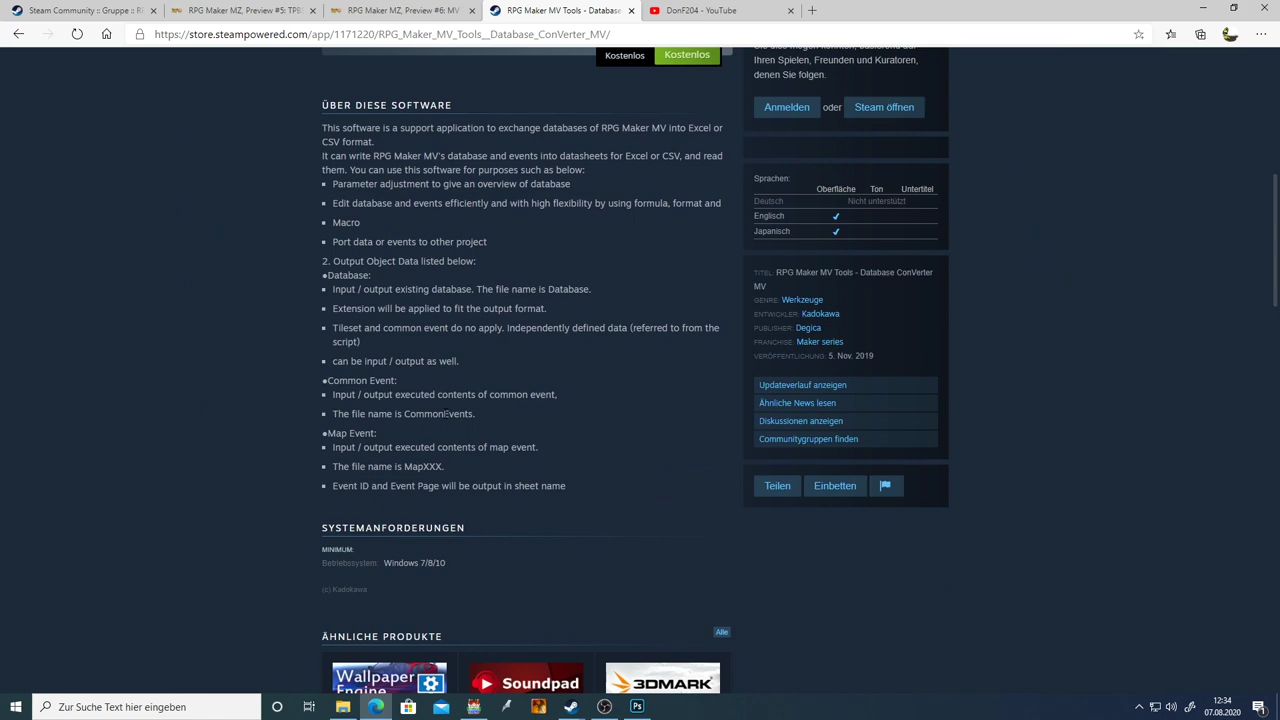 Steam Community :: Gruppe :: R
RPG Maker MZ, Preview #5: TPB
RPG Maker MZ, Preview #6: MV
RPG Maker MV Tools - Database
DonF204 - YouTube
https://store.steampowered.com/app/1171220/RPG_Maker_MV_Tools__Database_ConVerter_MV/
Kostenlos
Kostenlos
ÜBER DIESE SOFTWARE
This software is a support application to exchange databases of RPG Maker MV into Excel or
CSV format.
It can write RPG Maker MV's database and events into datasheets for Excel or CSV, and read
them. You can use this software for purposes such as below:
Parameter adjustment to give an overview of database
Edit database and events efficiently and with high flexibility by using formula, format and
Macro
Port data or events to other project
2. Output Object Data listed below:
●Database:
Input / output existing database. The file name is Database.
Extension will be applied to fit the output format.
Tileset and common event do no apply. Independently defined data (referred to from the
script)
can be input / output as well.
●Common Event:
Input / output executed contents of common event,
The file name is CommonEvents.
●Map Event:
Input / output executed contents of map event.
The file name is MapXXX.
Event ID and Event Page will be output in sheet name
SYSTEMANFORDERUNGEN
MINIMUM:
Betriebssystem: Windows 7/8/10
(c) Kadokawa
ÄHNLICHE PRODUKTE
Alle
Wallpaper
Engine
Soundpad
3DMARK
Ihren Spielen, Freunden und Kuratoren,
denen Sie folgen.
Anmelden oder Steam öffnen
Sprachen:
Oberfläche Ton Untertitel
Deutsch Nicht unterstützt
Englisch ✔
Japanisch ✔
TITEL: RPG Maker MV Tools - Database ConVerter
MV
GENRE: Werkzeuge
ENTWICKLER: Kadokawa
PUBLISHER: Degica
FRANCHISE: Maker series
VERÖFFENTLICHUNG: 5. Nov. 2019
Updateverlauf anzeigen
Ähnliche News lesen
Diskussionen anzeigen
Communitygruppen finden
Teilen Einbetten
Zur Suche Text hier eingeben
Ps
12:34
07.08.2020